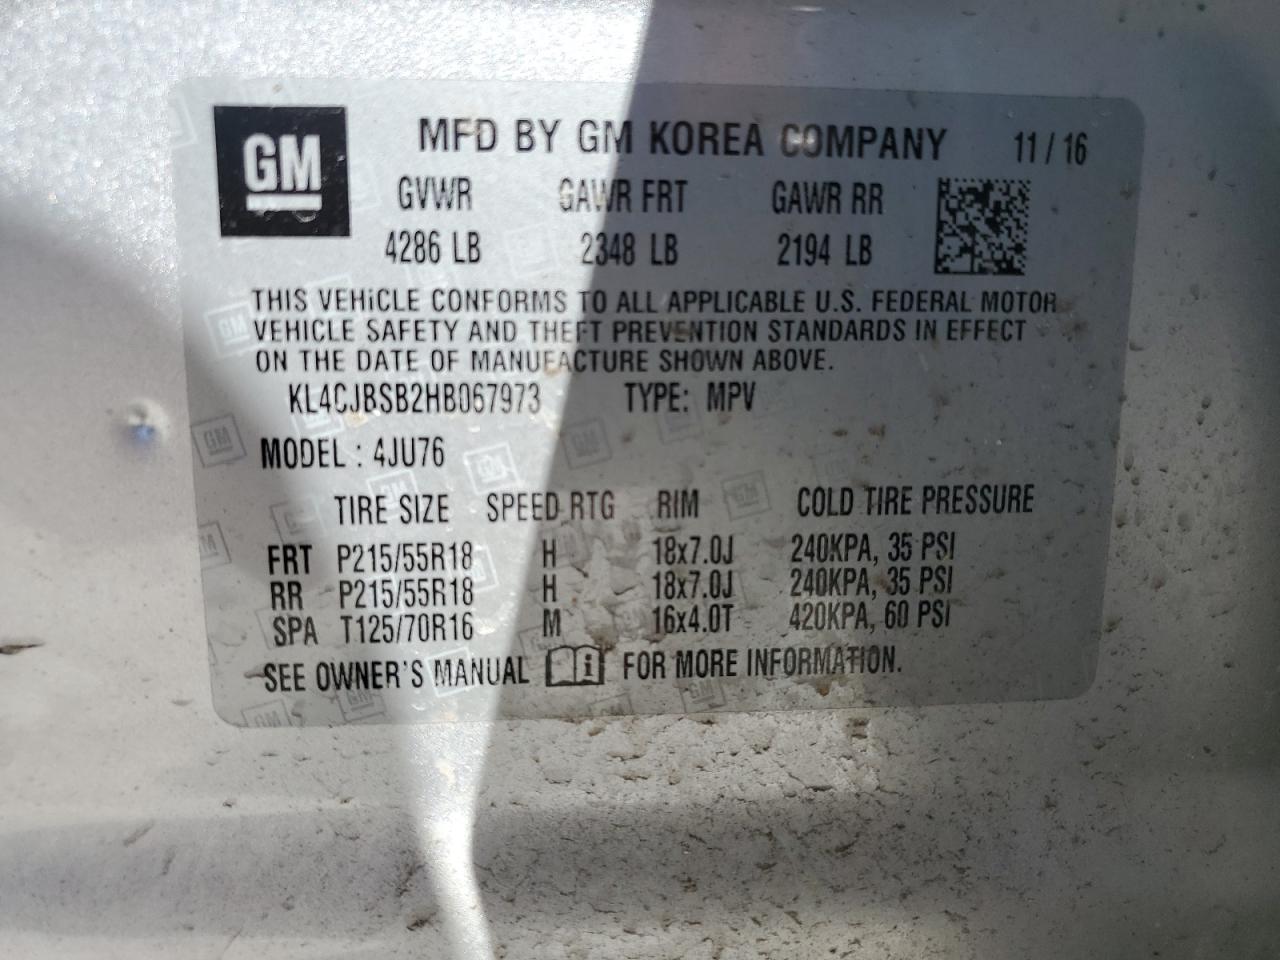 GM MFD BY GM KOREA COMPANY 11 / 16
GVWR GAWR FRT GAWR RR
4286 LB 2348 LB 2194 LB
THIS VEHICLE CONFORMS TO ALL APPLICABLE U.S. FEDERAL MOTOR
VEHICLE SAFETY AND THEFT PREVENTION STANDARDS IN EFFECT
ON THE DATE OF MANUFACTURE SHOWN ABOVE.
KL4CJBSB2HB067973 TYPE: MPV
MODEL : 4JU76
TIRE SIZE SPEED RTG RIM COLD TIRE PRESSURE
FRT P215/55R18 H 18x7.0J 240KPA, 35 PSI
RR P215/55R18 H 18x7.0J 240KPA, 35 PSI
SPA T125/70R16 M 16x4.0T 420KPA, 60 PSI
SEE OWNER'S MANUAL i FOR MORE INFORMATION.